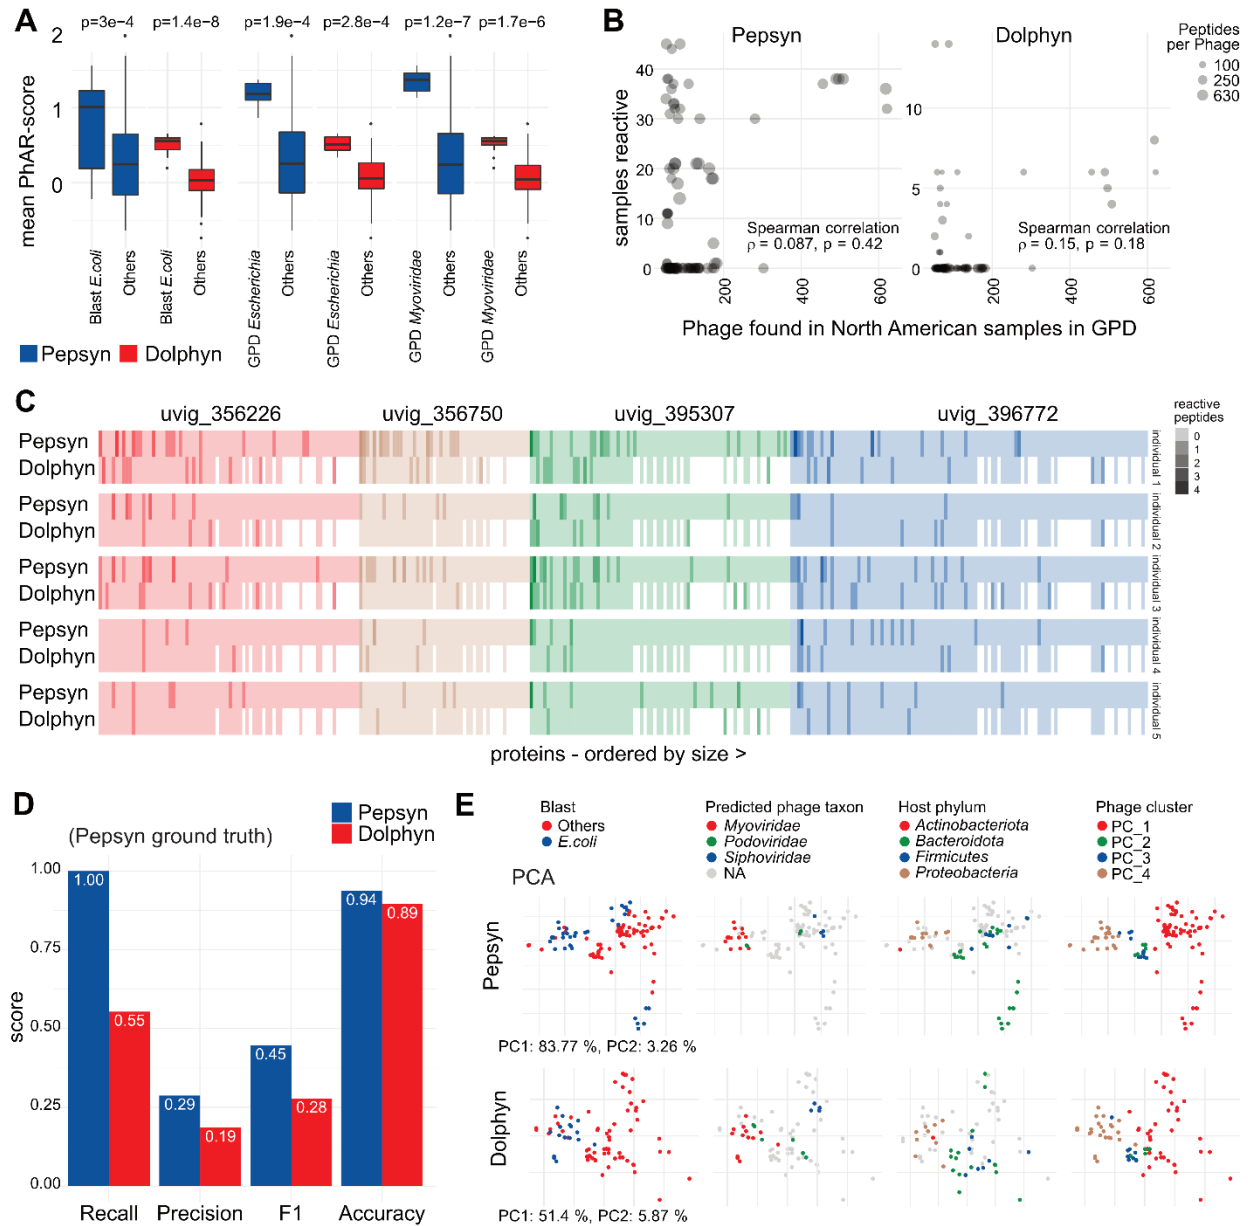 A
p=3e−4 p=1.4e−8 p=1.9e−4 p=2.8e−4 p=1.2e−7 p=1.7e−6
mean PhAR-score
2
1
0
Blast E.coli
Others
Blast E.coli
Others
GPD Escherichia
Others
GPD Escherichia
Others
GPD Myoviridae
Others
GPD Myoviridae
Others
Pepsyn Dolphyn
B
Pepsyn
Dolphyn
Peptides
per Phage
100
250
630
samples reactive
40
30
20
10
0
10
5
0
Spearman correlation
ρ = 0.087, p = 0.42
Spearman correlation
ρ = 0.15, p = 0.18
200 400 600
200 400 600
Phage found in North American samples in GPD
C
uvig_356226 uvig_356750 uvig_395307 uvig_396772
reactive
peptides
0
1
2
3
4
Pepsyn
Dolphyn
individual 1
Pepsyn
Dolphyn
individual 2
Pepsyn
Dolphyn
individual 3
Pepsyn
Dolphyn
individual 4
Pepsyn
Dolphyn
individual 5
proteins - ordered by size >
D
(Pepsyn ground truth)
Pepsyn
Dolphyn
score
1.00
0.75
0.50
0.25
0.00
1.00
0.55
0.29
0.19
0.45
0.28
0.94
0.89
Recall Precision F1 Accuracy
E
Blast
Others
E.coli
Predicted phage taxon
Myoviridae
Podoviridae
Siphoviridae
NA
Host phylum
Actinobacteriota
Bacteroidota
Firmicutes
Proteobacteria
Phage cluster
PC_1
PC_2
PC_3
PC_4
PCA
Pepsyn
PC1: 83.77 %, PC2: 3.26 %
Dolphyn
PC1: 51.4 %, PC2: 5.87 %